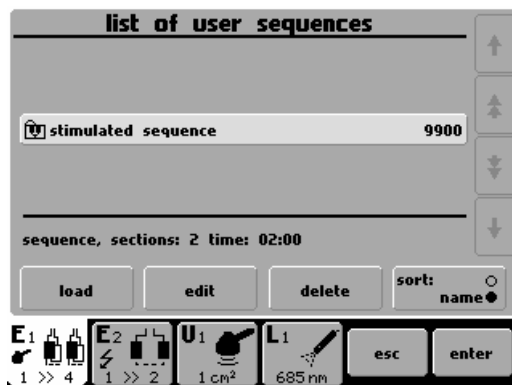 list of user sequences
stimulated sequence 9900
sequence, sections: 2 time: 02:00
load edit delete sort: name
E1 1 >> 4
E2 1 >> 2
U1 1 cm²
L1 685 nm
esc enter